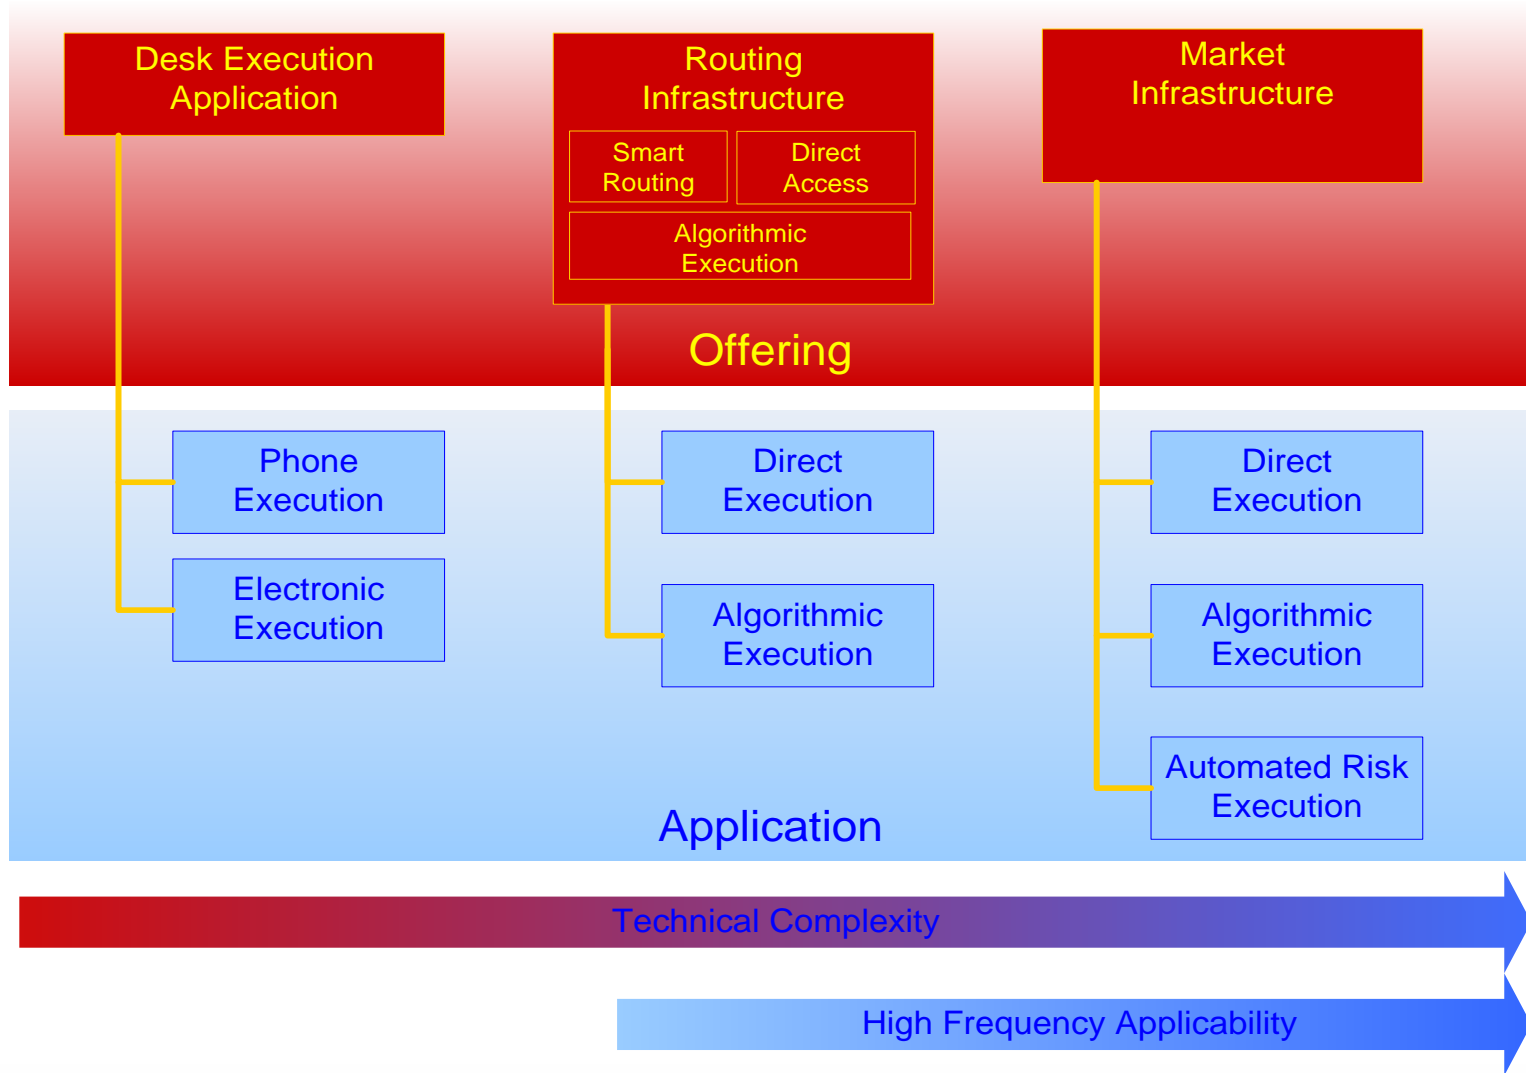 Desk Execution
Application
Routing
Infrastructure
Smart
Routing
Direct
Access
Algorithmic
Execution
Market
Infrastructure
Offering
Phone
Execution
Electronic
Execution
Direct
Execution
Algorithmic
Execution
Direct
Execution
Algorithmic
Execution
Automated Risk
Execution
Application
Technical Complexity
High Frequency Applicability